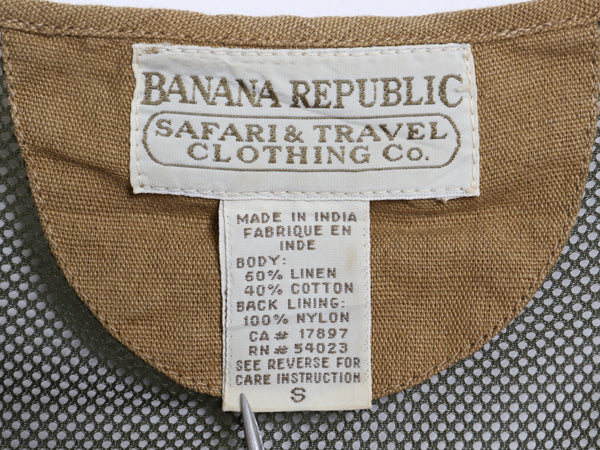 BANANA REPUBLIC
SAFARI & TRAVEL
CLOTHING Co.
MADE IN INDIA
FABRIQUE EN
INDE
BODY:
60% LINEN
40% COTTON
BACK LINING:
100% NYLON
CA# 17897
RN# 54023
SEE REVERSE FOR
CARE INSTRUCTION
S